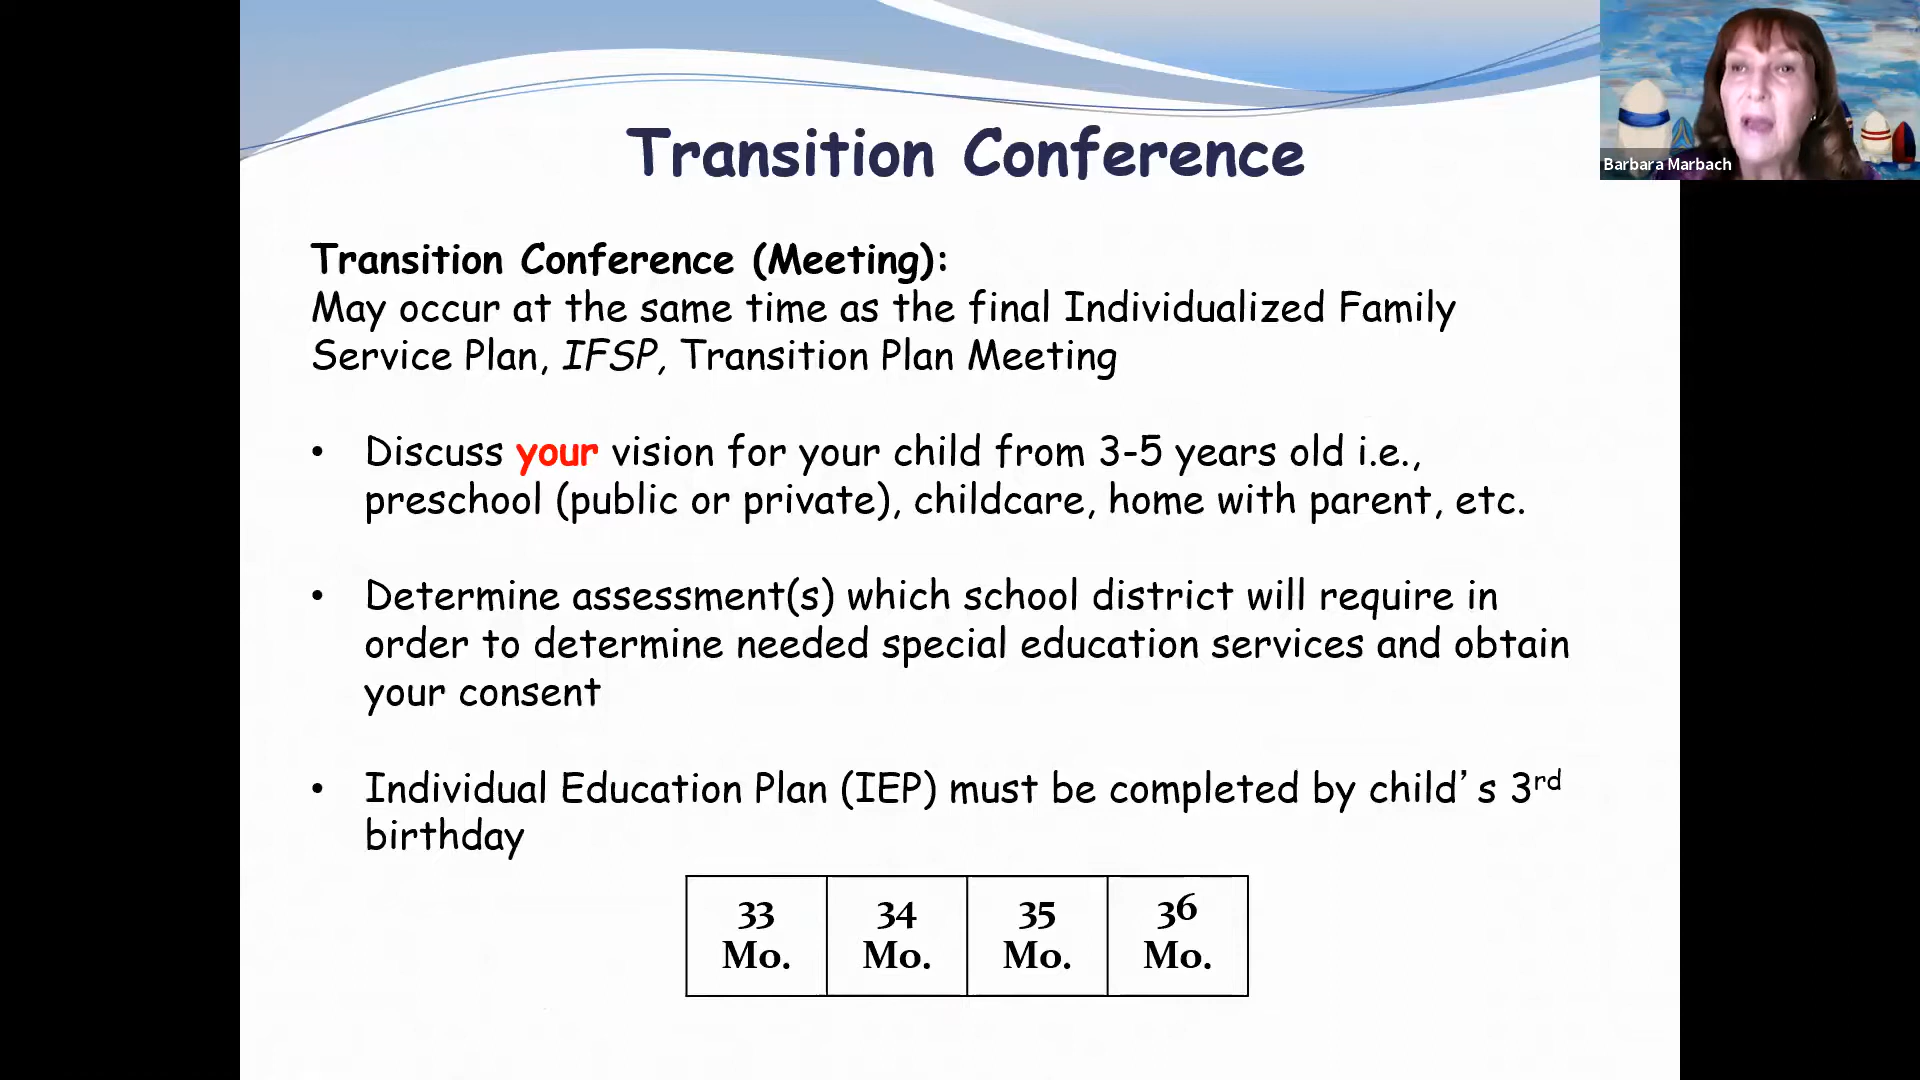 Transition Conference
Barbara Marbach
Transition Conference (Meeting):
May occur at the same time as the final Individualized Family
Service Plan, IFSP, Transition Plan Meeting
• Discuss your vision for your child from 3-5 years old i.e.,
preschool (public or private), childcare, home with parent, etc.
• Determine assessment(s) which school district will require in
order to determine needed special education services and obtain
your consent
• Individual Education Plan (IEP) must be completed by child’s 3rd
birthday
33 Mo. 34 Mo. 35 Mo. 36 Mo.